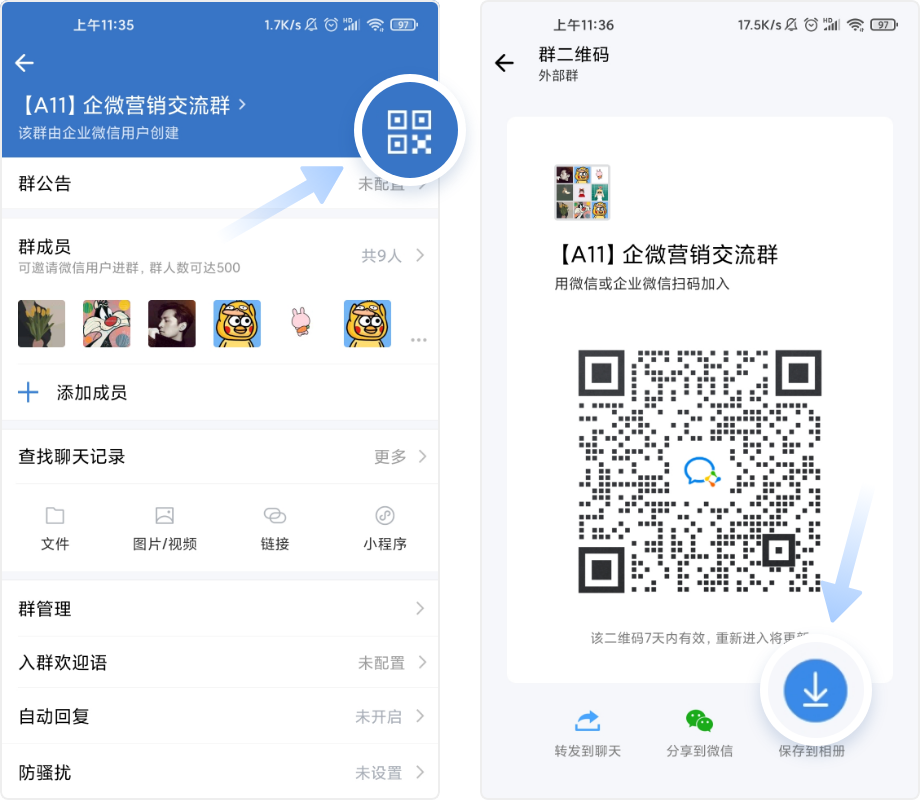 上午11:35
1.7K/s
HD
97
【A11】企微营销交流群
该群由企业微信用户创建
群公告
未配置
群成员
共9人
可邀请微信用户进群，群人数可达500
添加成员
查找聊天记录
更多
文件
图片/视频
链接
小程序
群管理
入群欢迎语
未配置
自动回复
未开启
防骚扰
未设置
上午11:36
17.5K/s
HD
97
群二维码
外部群
【A11】企微营销交流群
用微信或企业微信扫码加入
该二维码7天内有效，重新进入将更新
转发到聊天
分享到微信
保存到相册